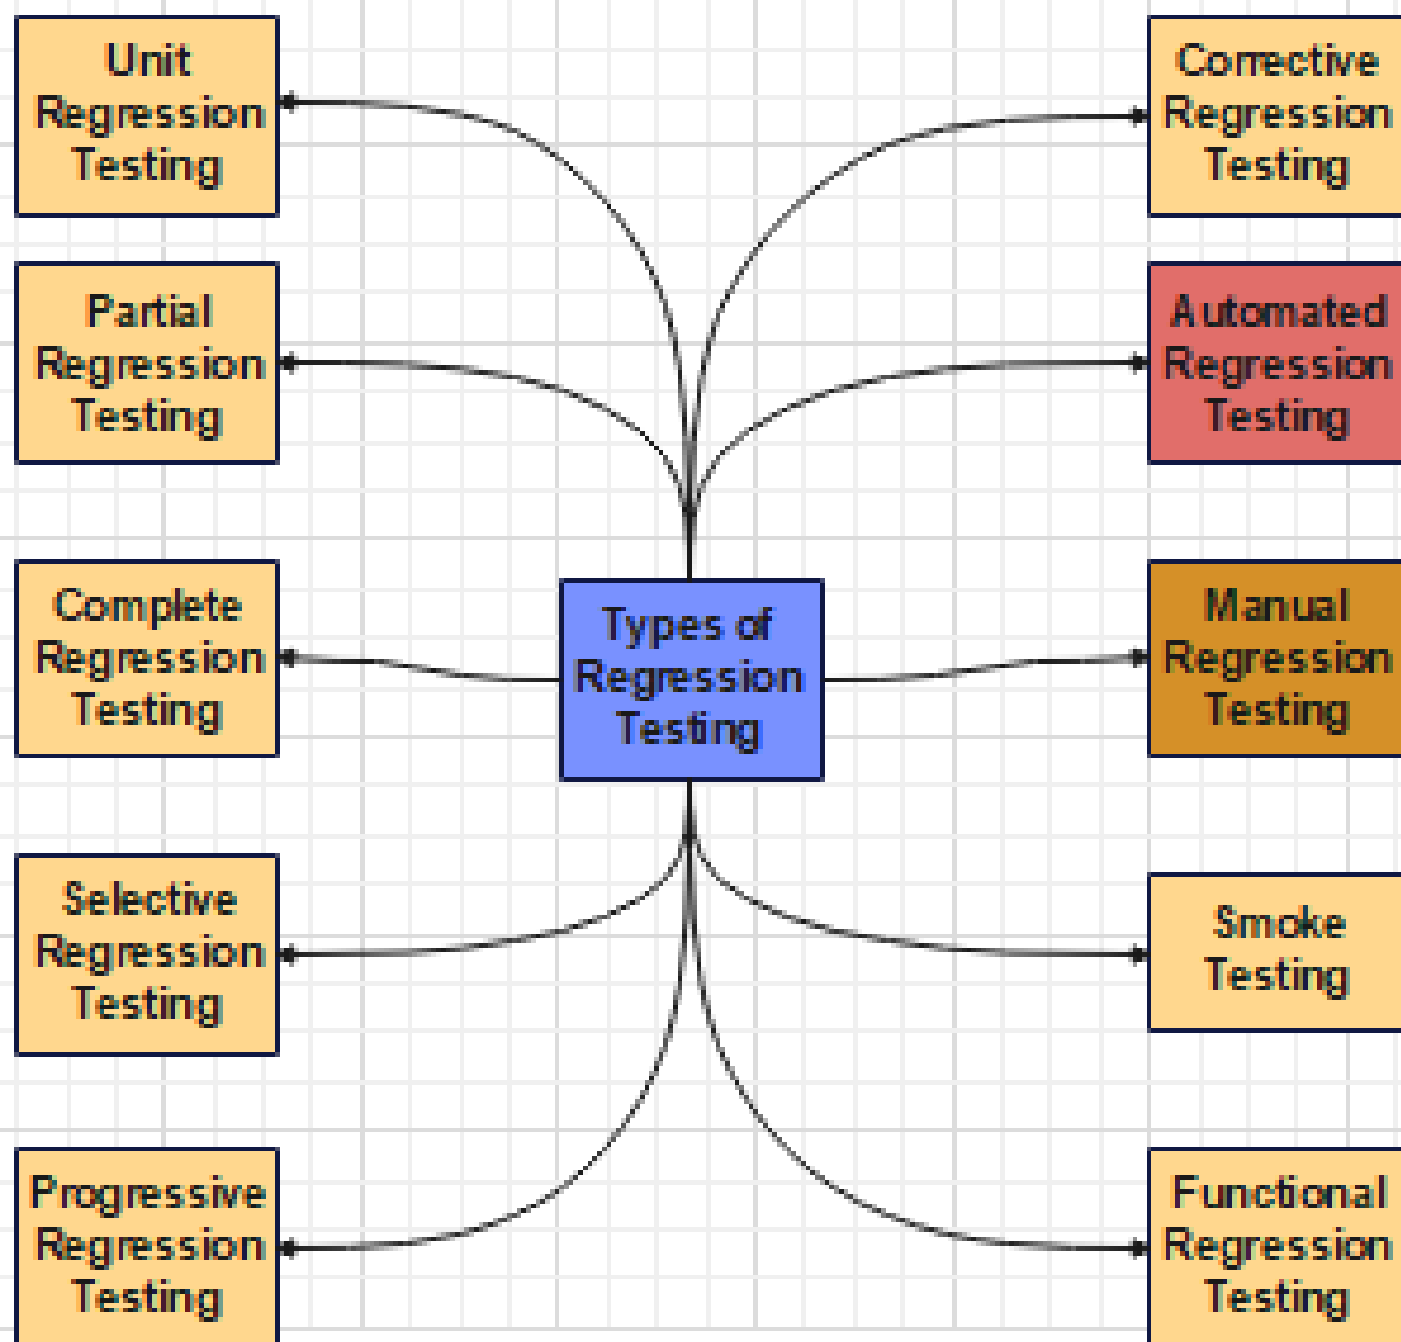 Unit
Regression
Testing
Partial
Regression
Testing
Complete
Regression
Testing
Selective
Regression
Testing
Progressive
Regression
Testing
Types of
Regression
Testing
Corrective
Regression
Testing
Automated
Regression
Testing
Manual
Regression
Testing
Smoke
Testing
Functional
Regression
Testing